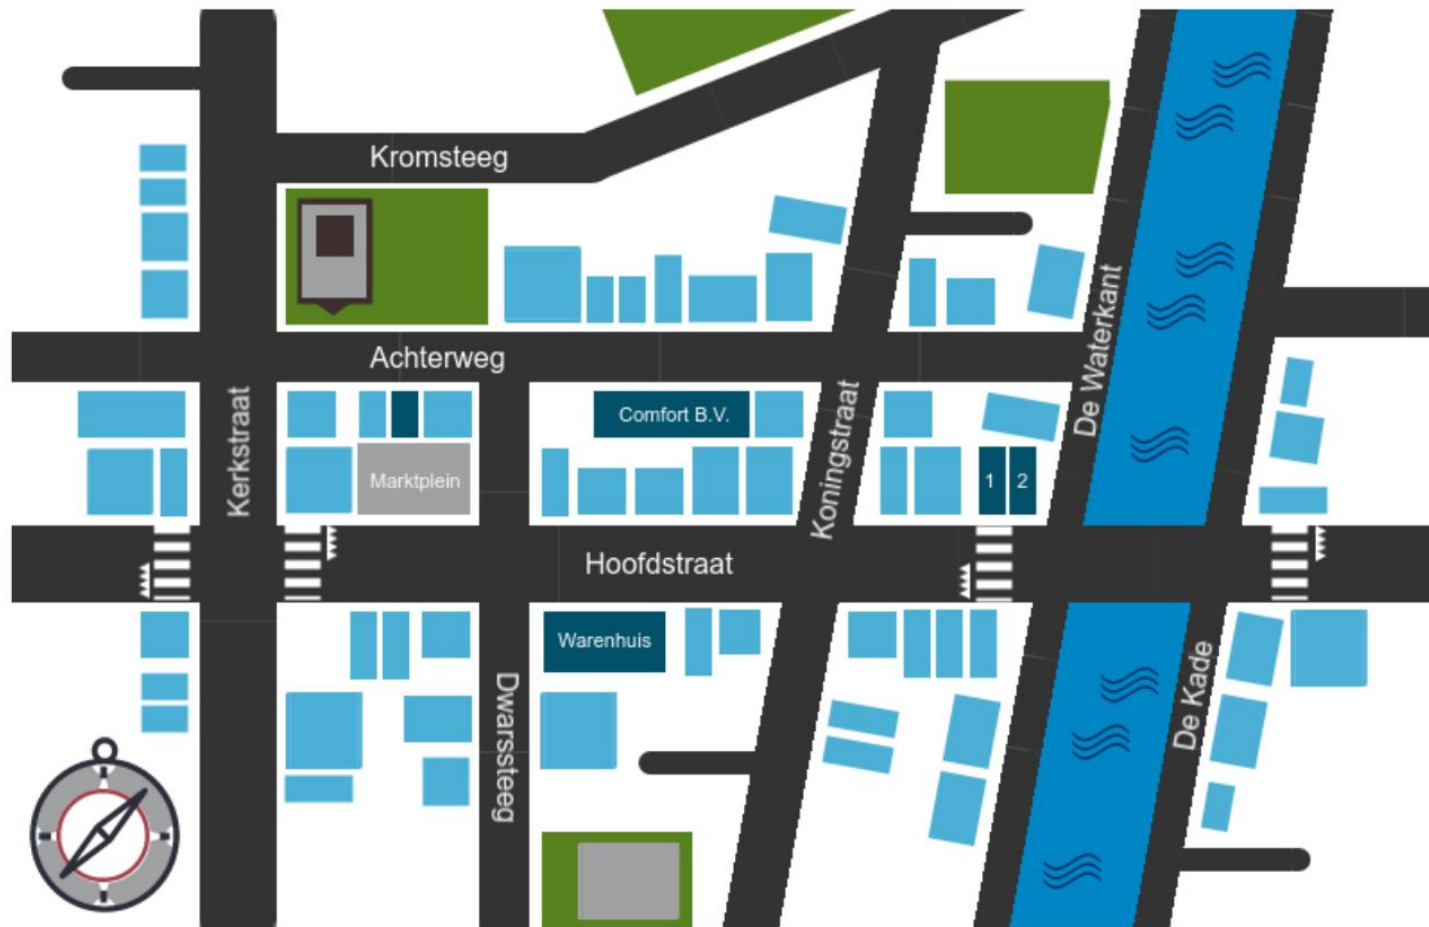 Kromsteeg
Achterweg
De Waterkant
Kerkstraat
Comfort B.V.
Koningstraat
Marktplein
1
2
Hoofdstraat
Warenhuis
Dwarssteeg
De Kade